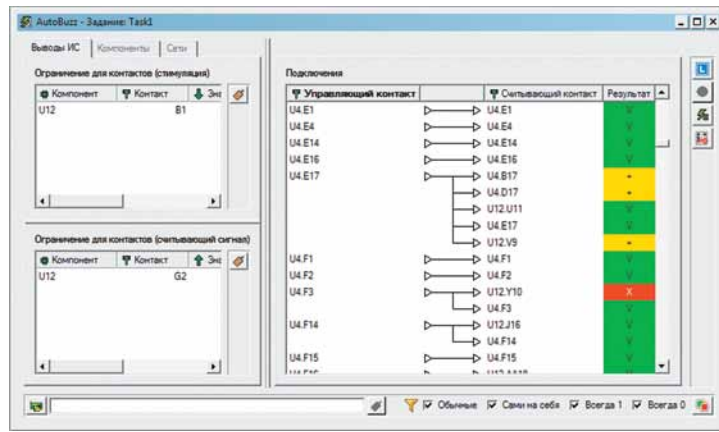 AutoBuzz - Задание: Task1
Выводы ИС Компоненты Сети
Ограничение для контактов (стимуляция)
Компонент Контакт
U12 B1
Ограничение для контактов (считывающий сигнал)
Компонент Контакт
U12 G2
Подключения
Управляющий контакт Считывающий контакт Результат
U4.E1 U4.E1 V
U4.E4 U4.E4 V
U4.E14 U4.E14 V
U4.E16 U4.E16 V
U4.E17 U4.B17
U4.D17
U12.U11 V
U4.E17 V
U12.V9
U4.F1 U4.F1 V
U4.F2 U4.F2 V
U4.F3 U12.Y10 X
U4.F3 V
U4.F14 U12.J16 V
U4.F14 V
U4.F15 U4.F15 V
Обычные Сами на себя Всегда 1 Всегда 0